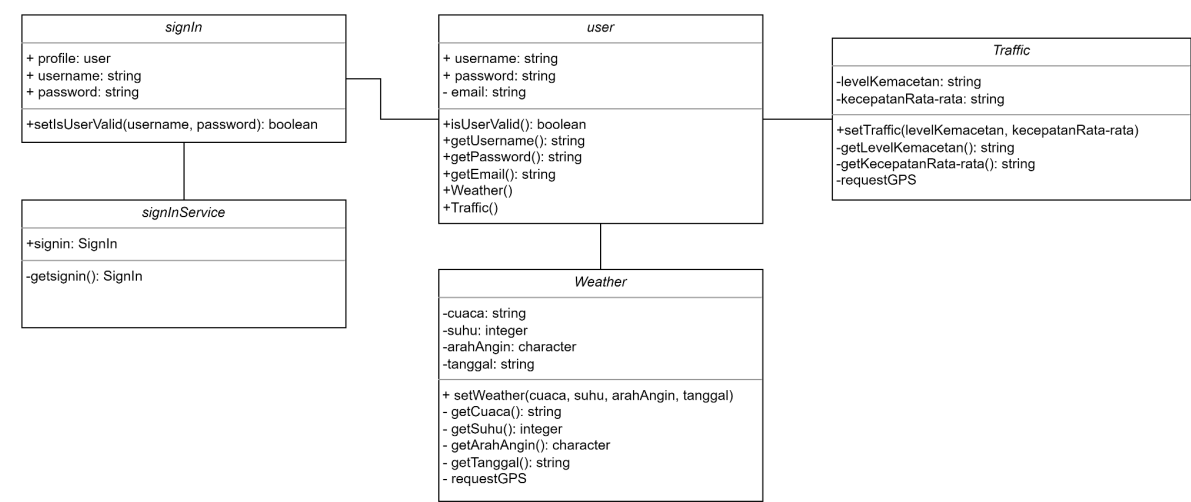 signIn
+ profile: user
+ username: string
+ password: string
+setIsUserValid(username, password): boolean
signInService
+signin: SignIn
-getsignin(): SignIn
user
+ username: string
+ password: string
- email: string
+isUserValid(): boolean
+getUsername(): string
+getPassword(): string
+getEmail(): string
+Weather()
+Traffic()
Weather
-cuaca: string
-suhu: integer
-arahAngin: character
-tanggal: string
+ setWeather(cuaca, suhu, arahAngin, tanggal)
- getCuaca(): string
- getSuhu(): integer
- getArahAngin(): character
- getTanggal(): string
- requestGPS
Traffic
-levelKemacetan: string
-kecepatanRata-rata: string
+setTraffic(levelKemacetan, kecepatanRata-rata)
-getLevelKemacetan(): string
-getKecepatanRata-rata(): string
-requestGPS